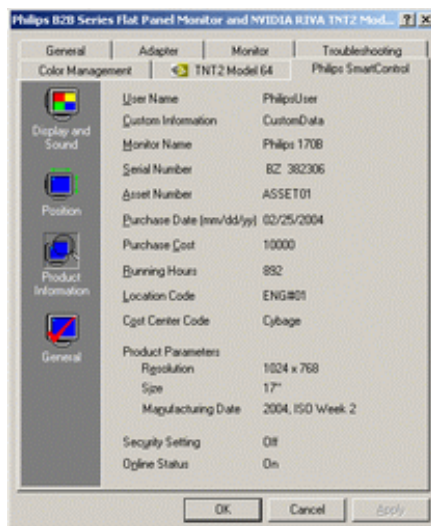 Philips B2B Series Flat Panel Monitor and NVIDIA RIVA TNT2 Mod...
General Adapter Monitor Troubleshooting
Color Management TNT2 Model 64 Philips SmartControl
Display and Sound
Position
Product Information
General
User Name PhilipsUser
Custom Information CustomData
Monitor Name Philips 170B
Serial Number BZ 382306
Asset Number ASSET01
Purchase Date (mm/dd/yy) 02/25/2004
Purchase Cost 10000
Running Hours 892
Location Code ENG#01
Cost Center Code Cybage
Product Parameters
Resolution 1024 x 768
Size 17"
Manufacturing Date 2004, ISO Week 2
Security Setting Off
Online Status On
OK Cancel Apply